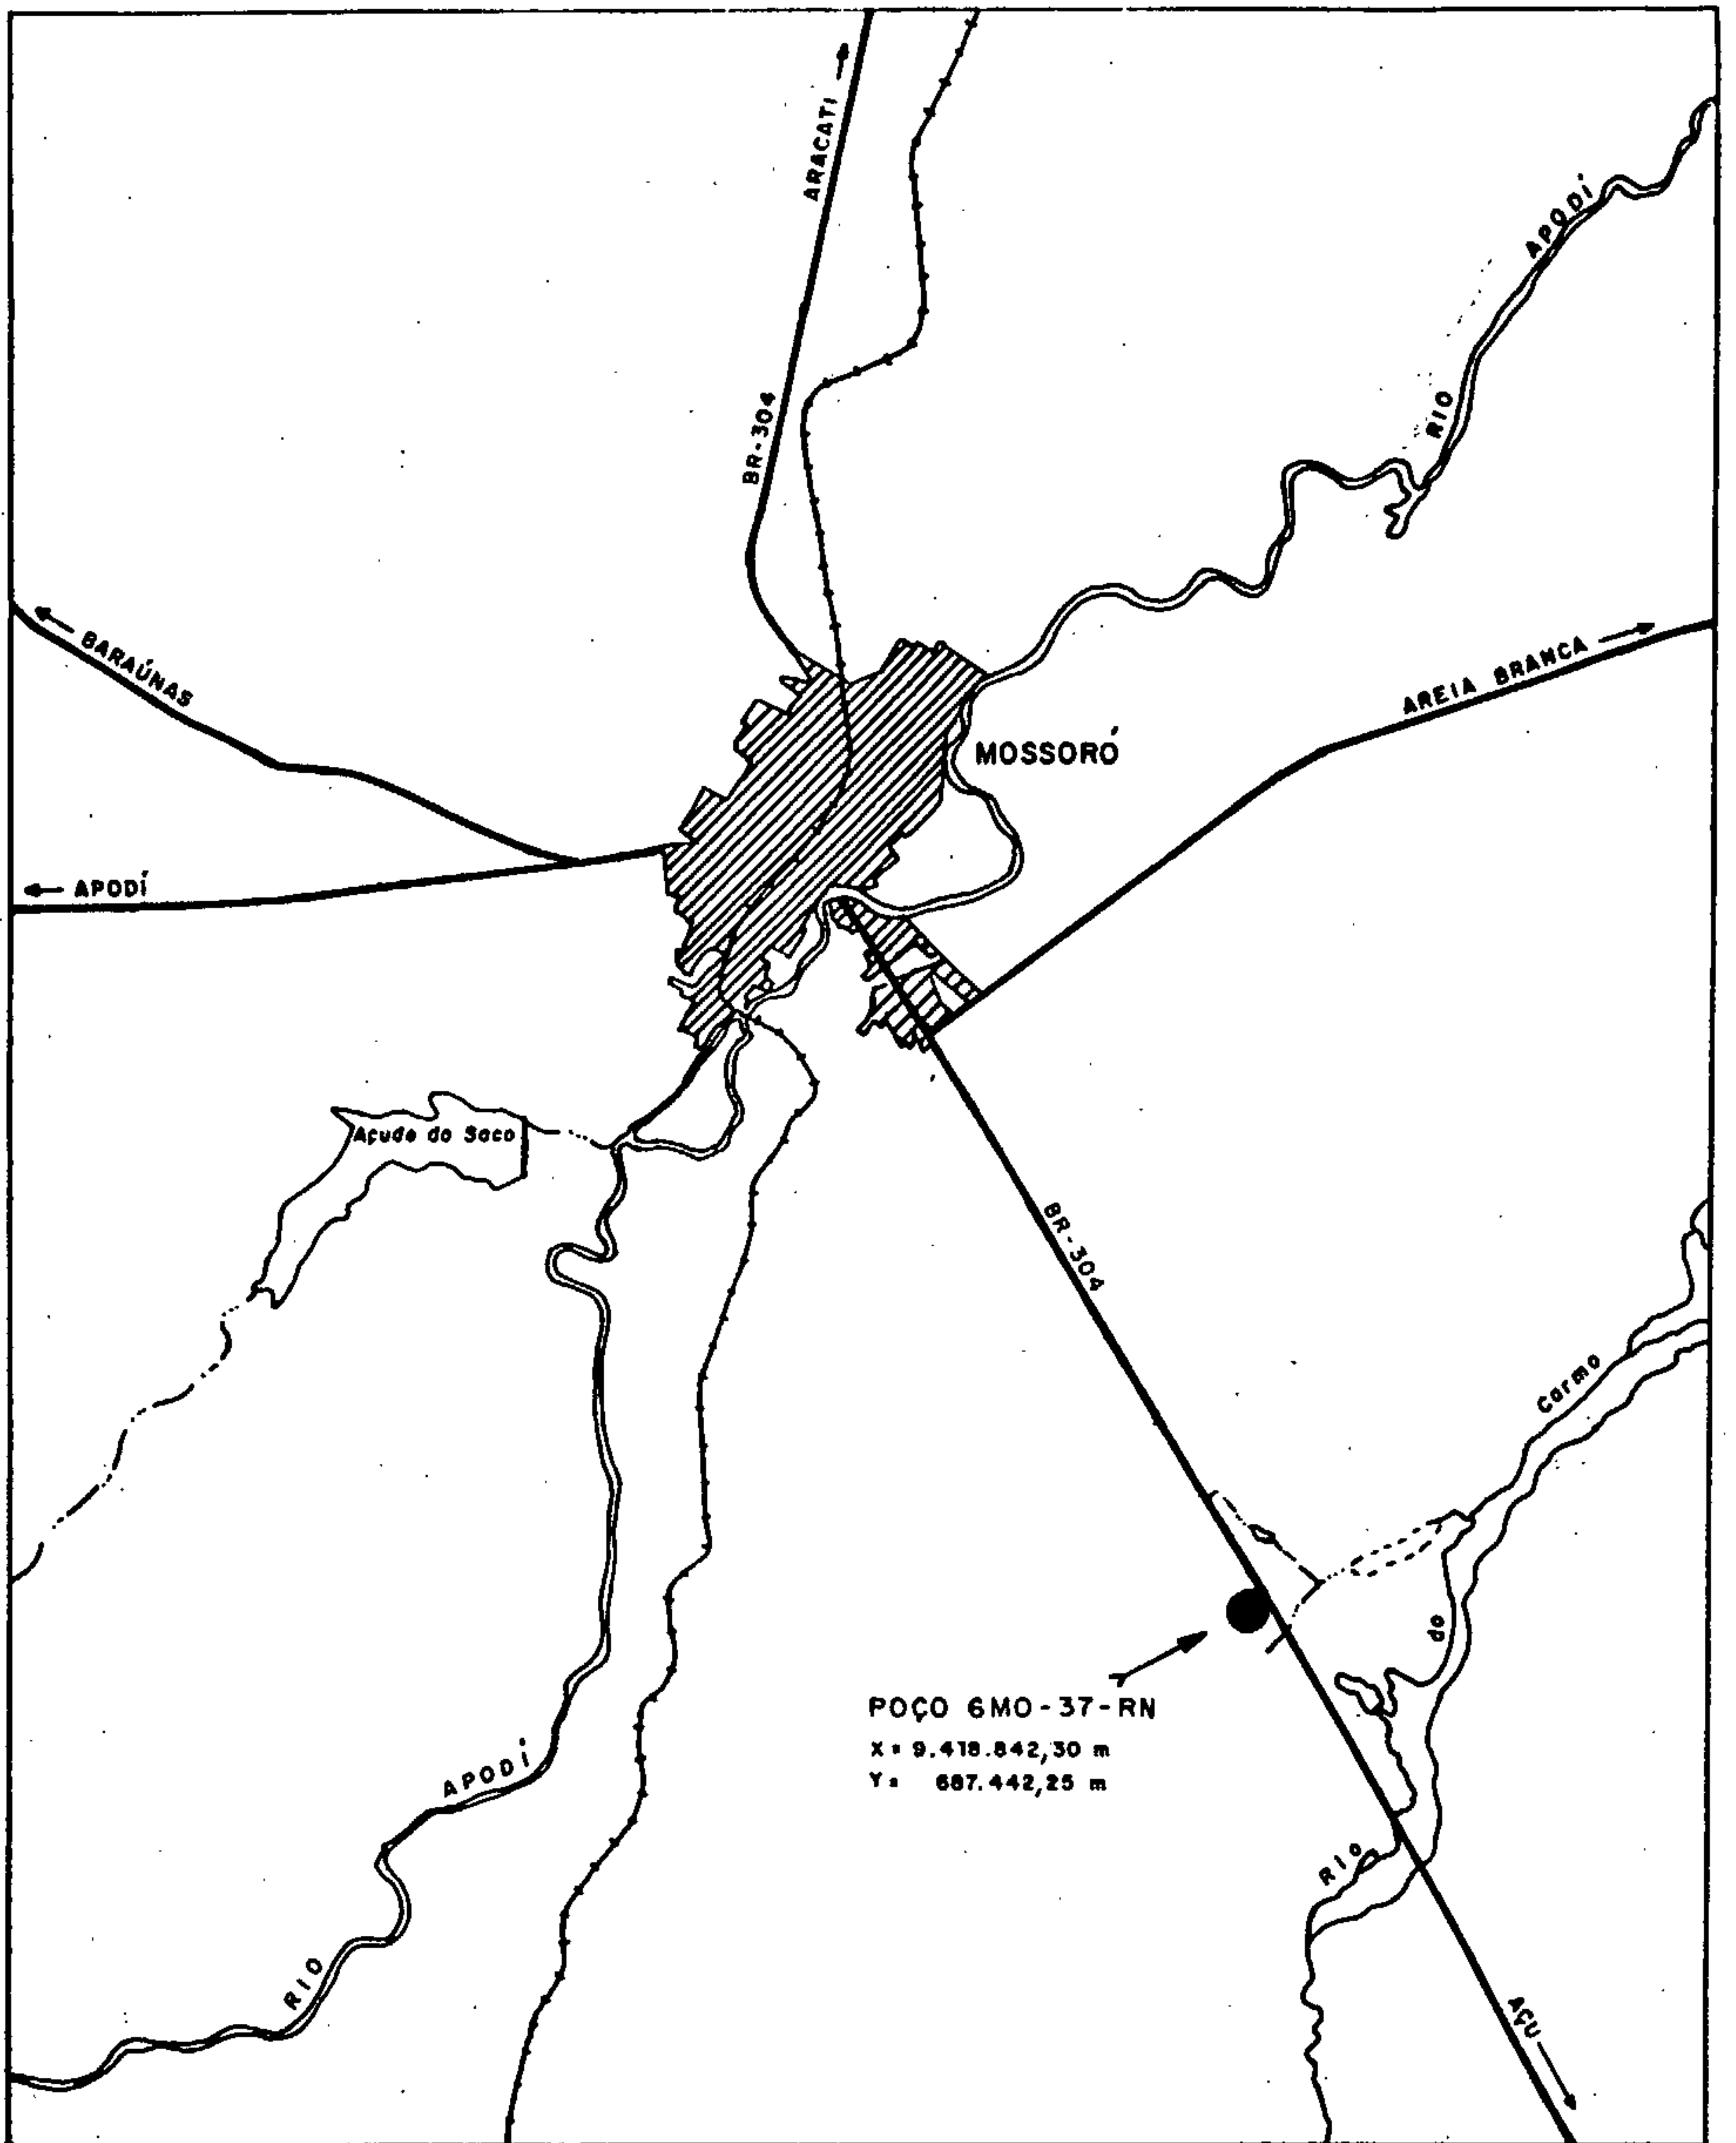 ARACATI
BR-304
RIO APODÍ
BARAÚNAS
AREIA BRANCA
MOSSORÓ
APODÍ
Açude do Saco
BR-304
Rio do Carmo
POÇO 6MO-37-RN
X= 9.418.842,30 m
Y= 687.442,25 m
RIO APODÍ
AÇU